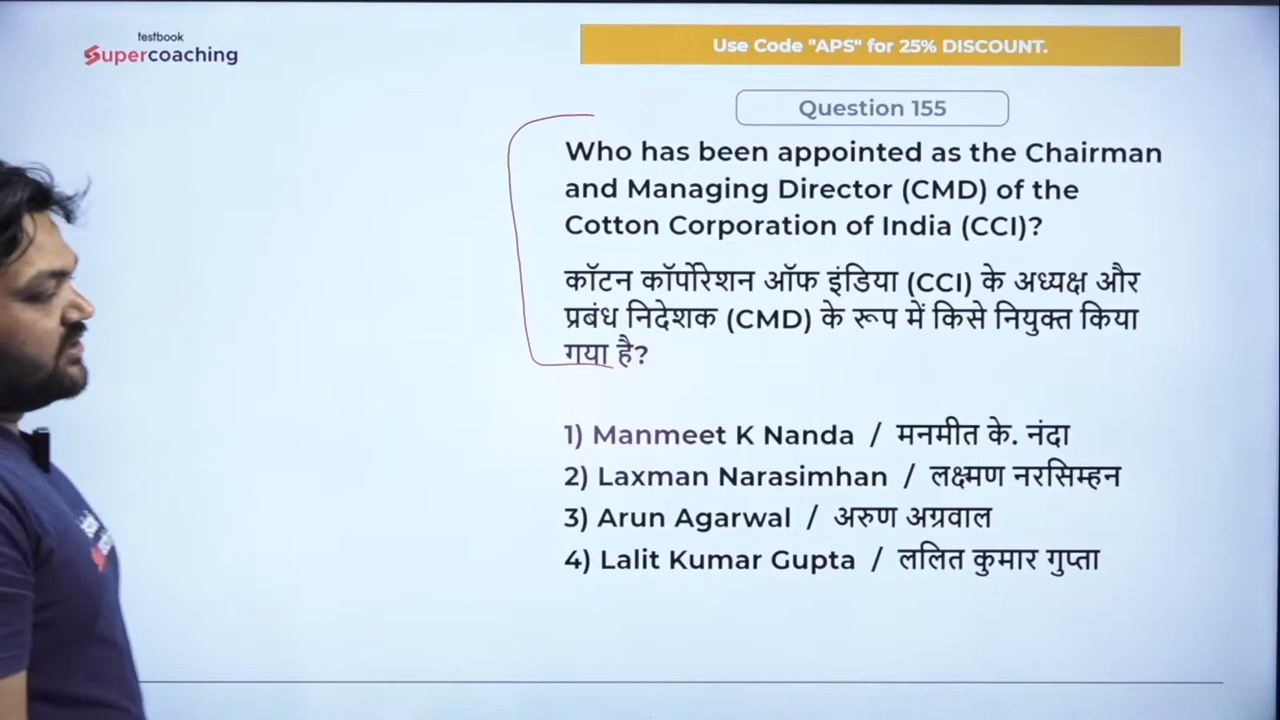 testbook
Supercoaching
Use Code "APS" for 25% DISCOUNT.
Question 155
Who has been appointed as the Chairman
and Managing Director (CMD) of the
Cotton Corporation of India (CCI)?
कॉटन कॉर्पोरेशन ऑफ इंडिया (CCI) के अध्यक्ष और
प्रबंध निदेशक (CMD) के रूप में किसे नियुक्त किया
गया है?
1) Manmeet K Nanda / मनमीत के. नंदा
2) Laxman Narasimhan / लक्ष्मण नरसिम्हन
3) Arun Agarwal / अरुण अग्रवाल
4) Lalit Kumar Gupta / ललित कुमार गुप्ता